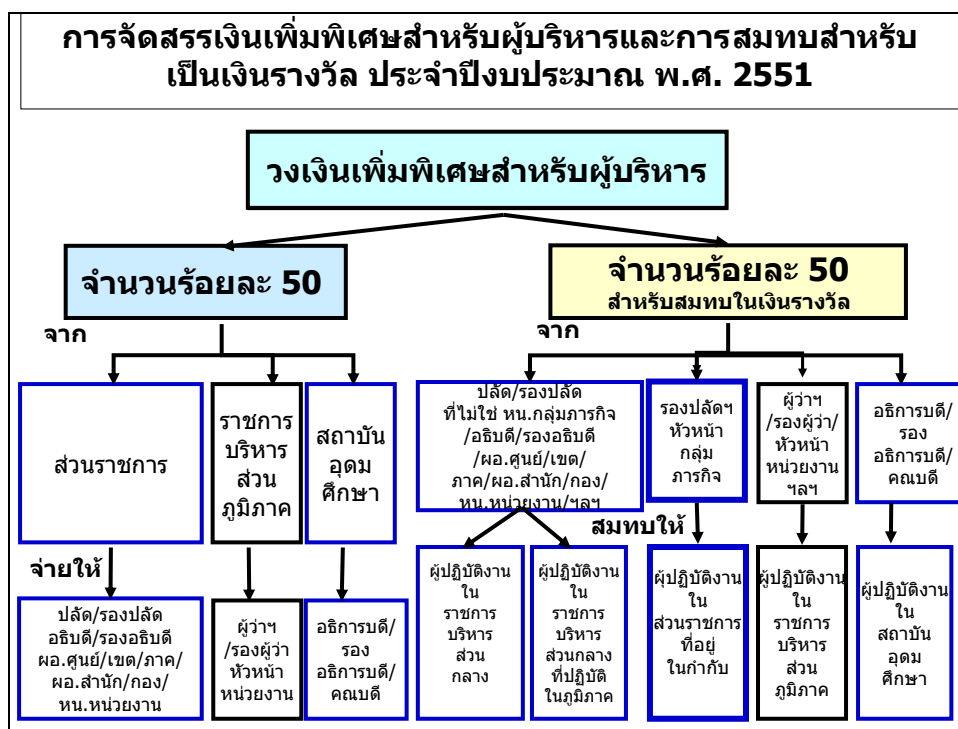 การจัดสรรเงินเพิ่มพิเศษสำหรับผู้บริหารและการสมทบสำหรับ
เป็นเงินรางวัล ประจำปีงบประมาณ พ.ศ. 2551
วงเงินเพิ่มพิเศษสำหรับผู้บริหาร
จำนวนร้อยละ 50
จำนวนร้อยละ 50
สำหรับสมทบในเงินรางวัล
จาก
จาก
ส่วนราชการ
ราชการ
บริหาร
ส่วน
ภูมิภาค
สถาบัน
อุดม
ศึกษา
ปลัด/รองปลัด
ที่ไม่ใช่ หน.กลุ่มภารกิจ
/อธิบดี/รองอธิบดี
/ผอ.ศูนย์/เขต/
ภาค/ผอ.สำนัก/กอง/
หน.หน่วยงาน/ฯลฯ
รองปลัดฯ
หัวหน้า
กลุ่ม
ภารกิจ
ผู้ว่าฯ
/รองผู้ว่า/
หัวหน้า
หน่วยงาน
ฯลฯ
อธิการบดี/
รอง
อธิการบดี/
คณบดี
จ่ายให้
สมทบให้
ปลัด/รองปลัด
อธิบดี/รองอธิบดี
ผอ.ศูนย์/เขต/ภาค/
/ผอ.สำนัก/กอง/
หน.หน่วยงาน
ผู้ว่าฯ
/รองผู้ว่า
หัวหน้า
หน่วยงาน
อธิการบดี/
รอง
อธิการบดี/
คณบดี
ผู้ปฏิบัติงาน
ใน
ราชการ
บริหาร
ส่วน
กลาง
ผู้ปฏิบัติงาน
ใน
ราชการ
บริหาร
ส่วนกลาง
ที่ปฏิบัติ
ในภูมิภาค
ผู้ปฏิบัติงาน
ใน
ส่วนราชการ
ที่อยู่
ในกำกับ
ผู้ปฏิบัติงาน
ใน
ราชการ
บริหาร
ส่วน
ภูมิภาค
ผู้ปฏิบัติงาน
ใน
สถาบัน
อุดม
ศึกษา